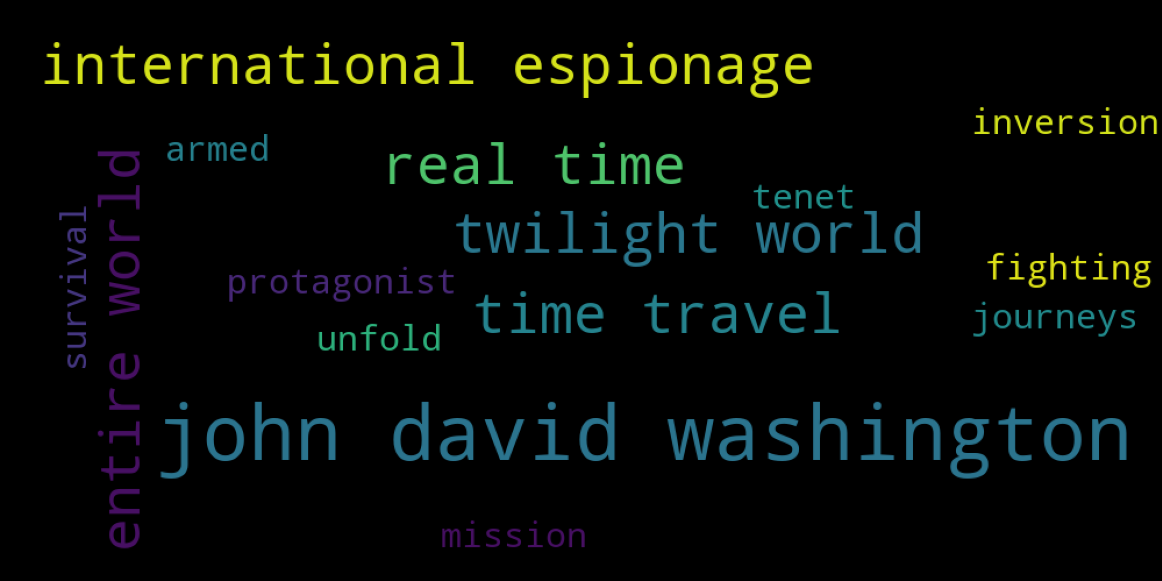 international espionage
inversion
armed
real time
tenet
twilight world
survival
entire world
protagonist
fighting
time travel
journeys
unfold
john david washington
mission